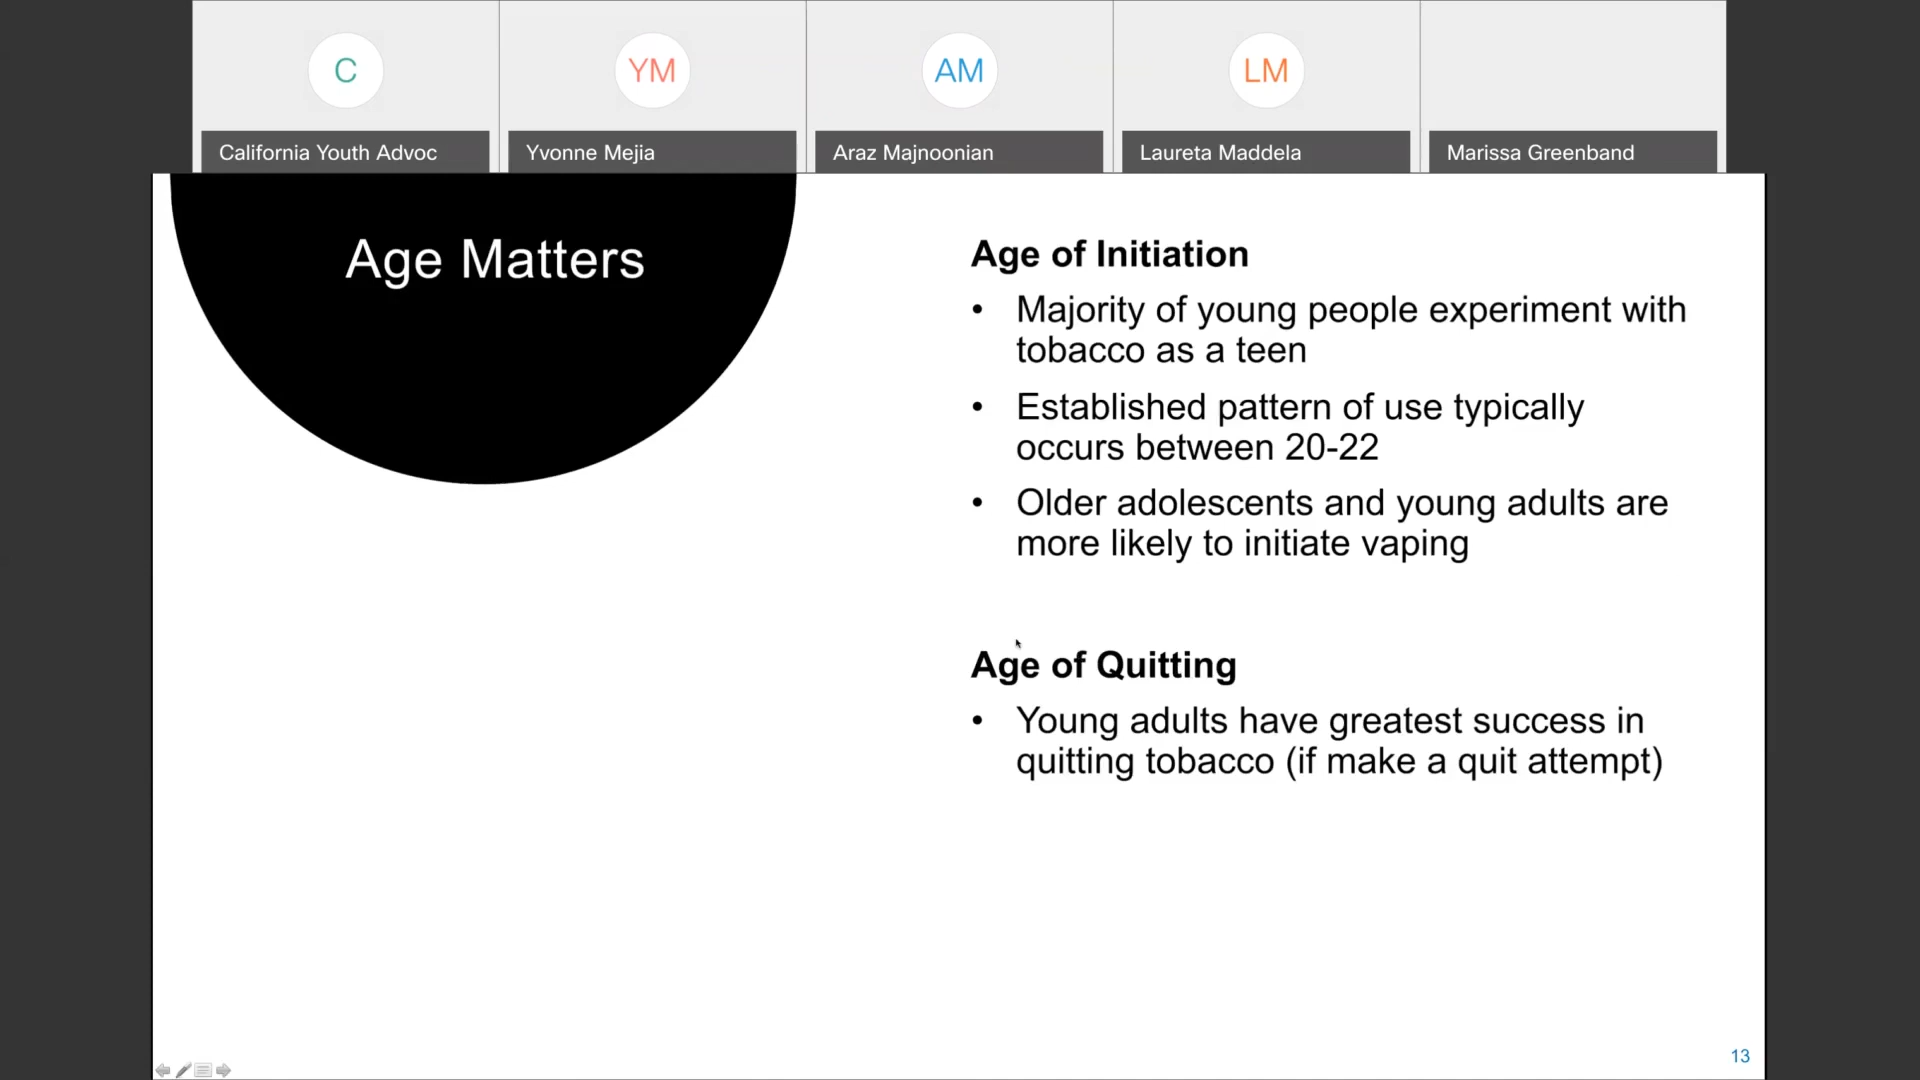 C
YM
AM
LM
California Youth Advoc
Yvonne Mejia
Araz Majnoonian
Laureta Maddela
Marissa Greenband
Age Matters
Age of Initiation
• Majority of young people experiment with
tobacco as a teen
• Established pattern of use typically
occurs between 20-22
• Older adolescents and young adults are
more likely to initiate vaping
Age of Quitting
• Young adults have greatest success in
quitting tobacco (if make a quit attempt)
13